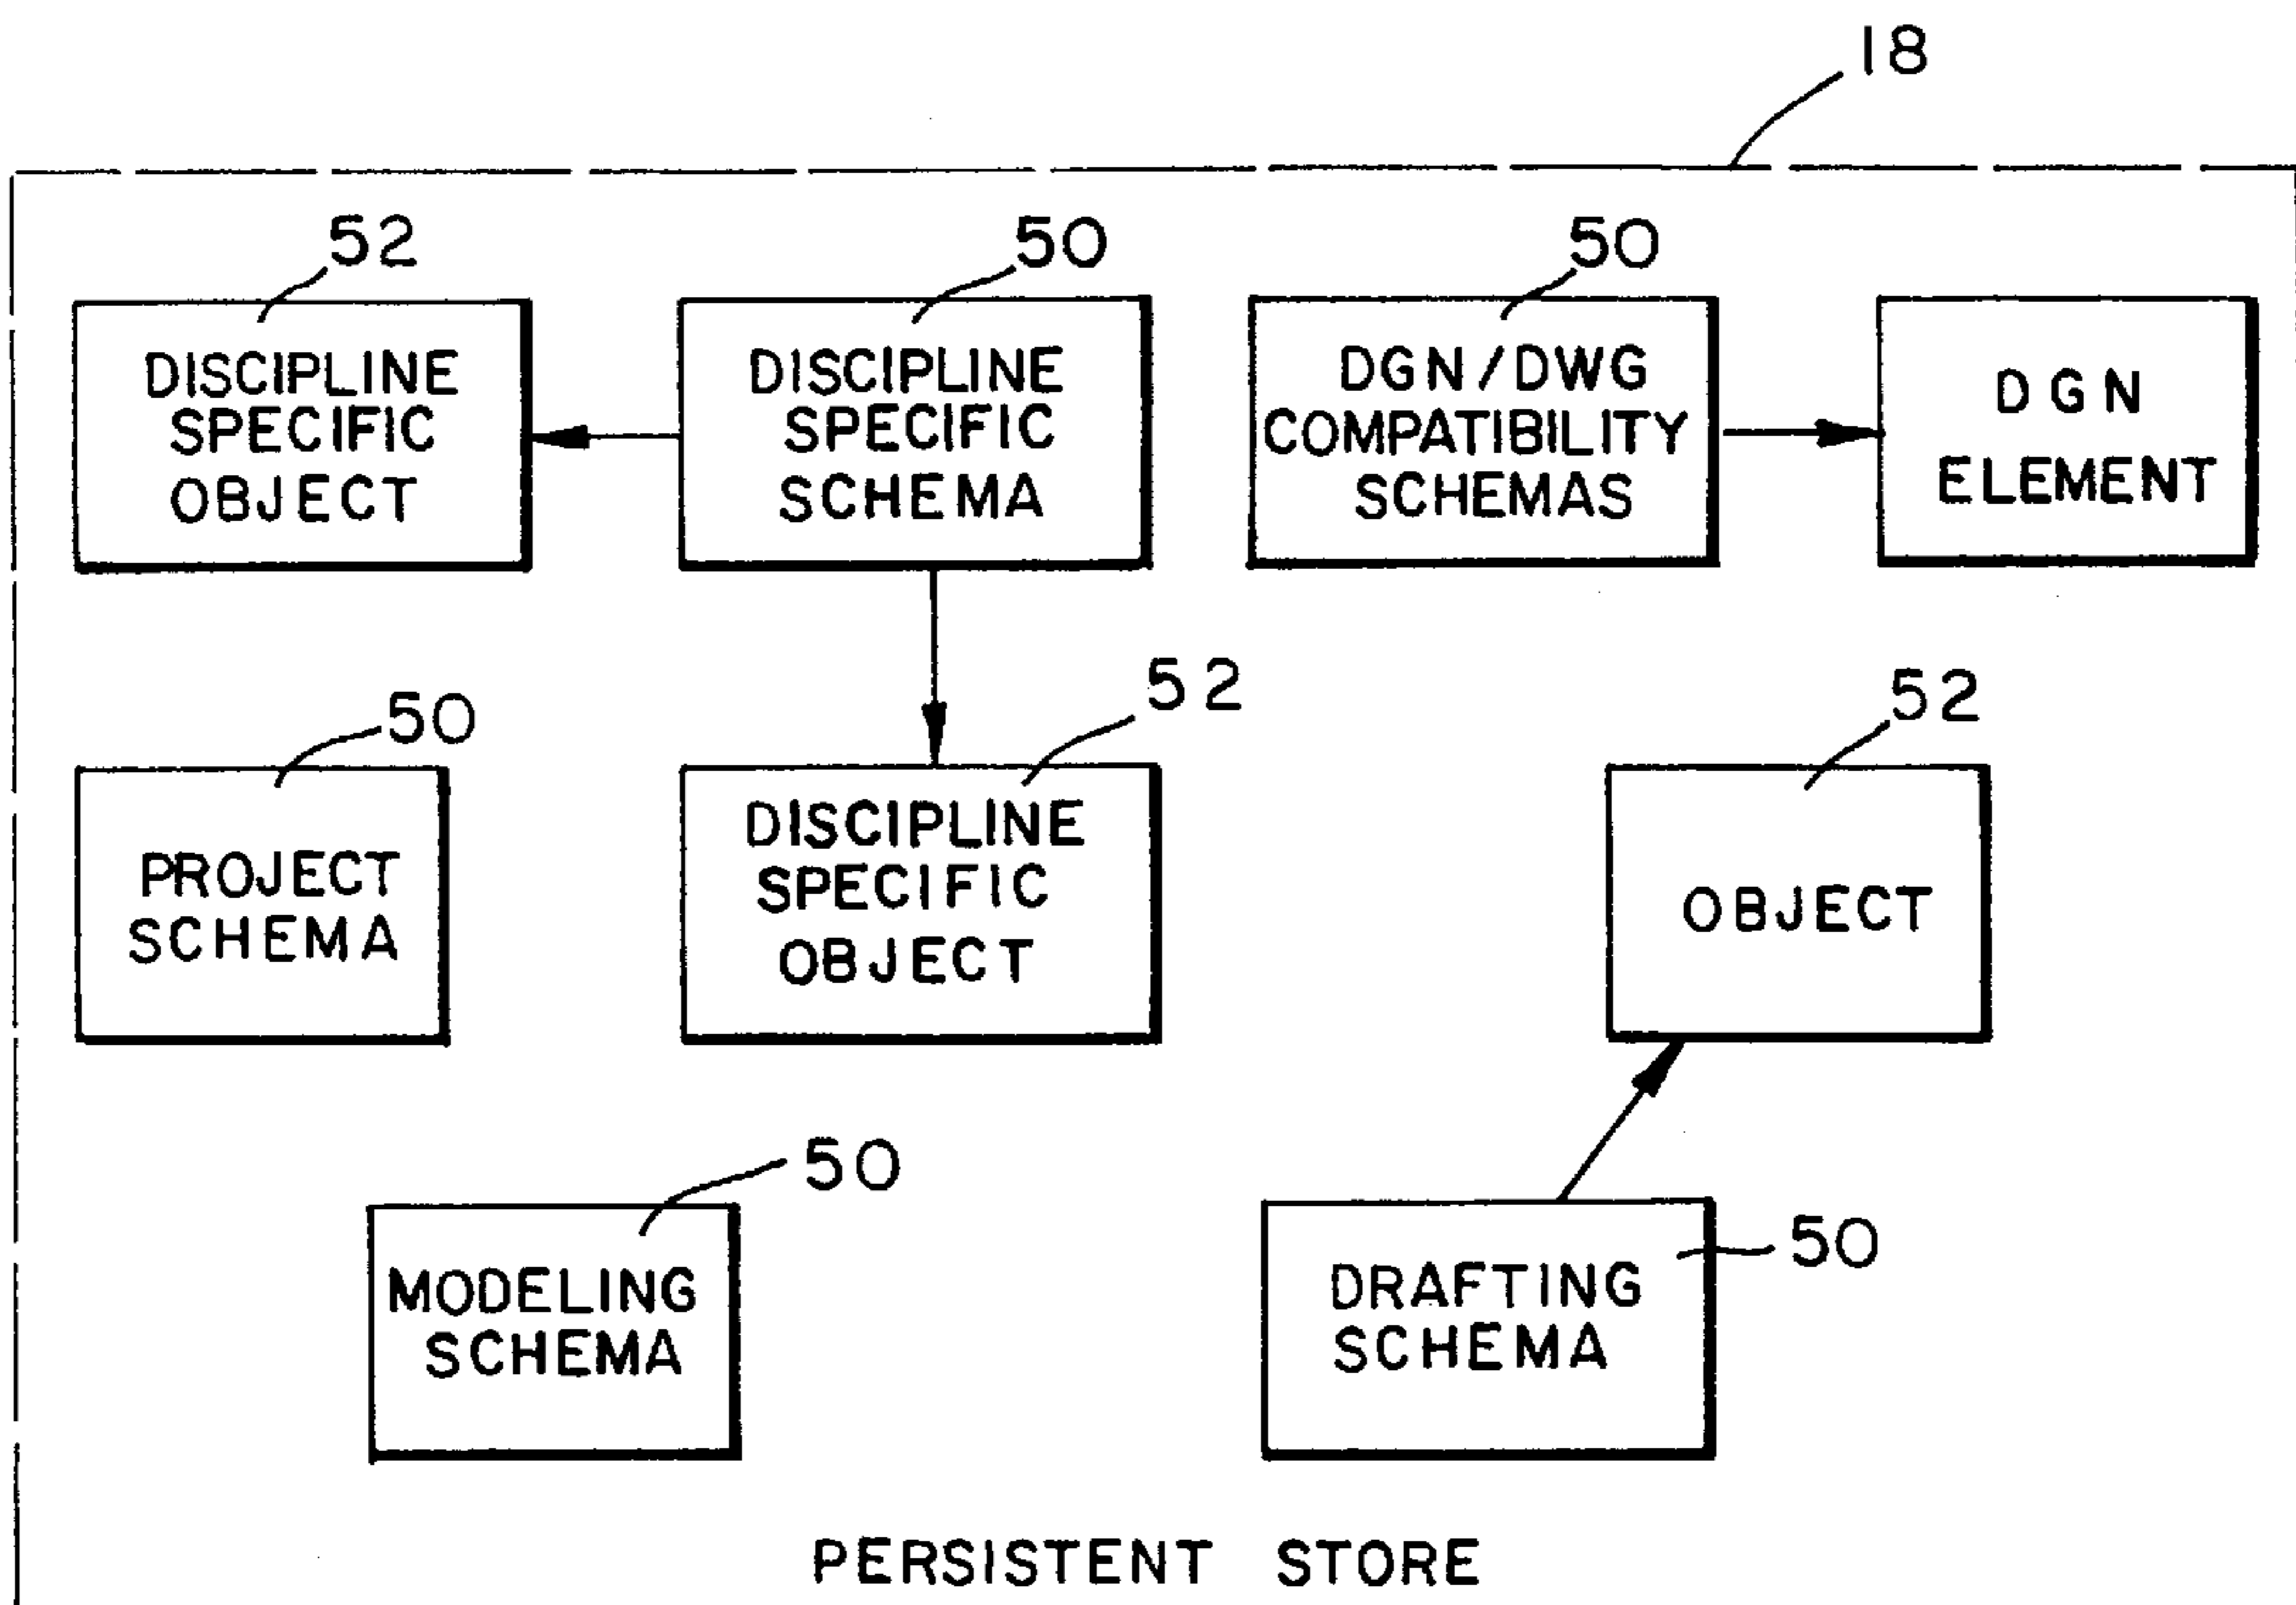 18
52
50
50
DISCIPLINE
SPECIFIC
OBJECT
DISCIPLINE
SPECIFIC
SCHEMA
DGN/DWG
COMPATIBILITY
SCHEMAS
DGN
ELEMENT
50
52
52
PROJECT
SCHEMA
DISCIPLINE
SPECIFIC
OBJECT
OBJECT
50
50
MODELING
SCHEMA
DRAFTING
SCHEMA
PERSISTENT STORE